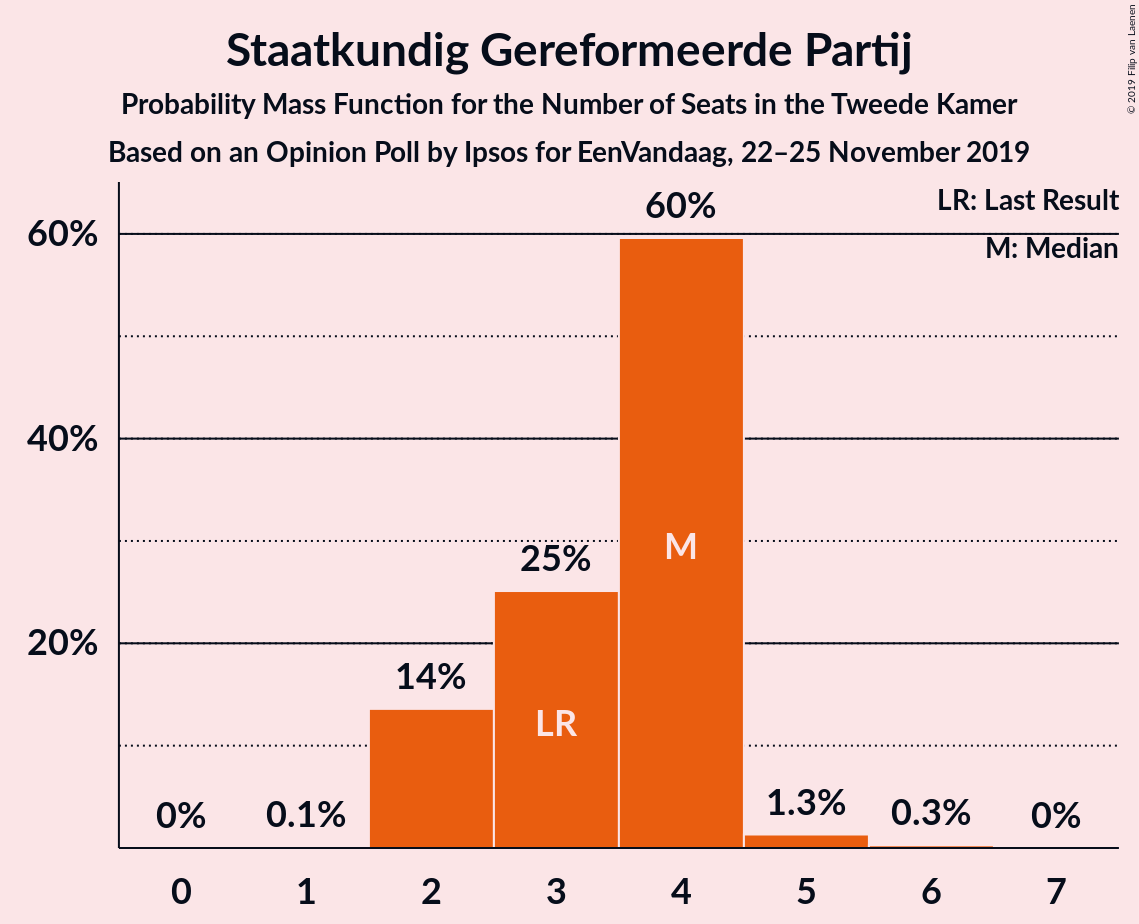 Staatkundig Gereformeerde Partij
Probability Mass Function for the Number of Seats in the Tweede Kamer
Based on an Opinion Poll by Ipsos for EenVandaag, 22–25 November 2019
© 2019 Filip van Laenen
LR: Last Result
M: Median
60%
40%
20%
0%
0.1%
14%
25%
60%
1.3%
0.3%
0%
LR
M
0 1 2 3 4 5 6 7